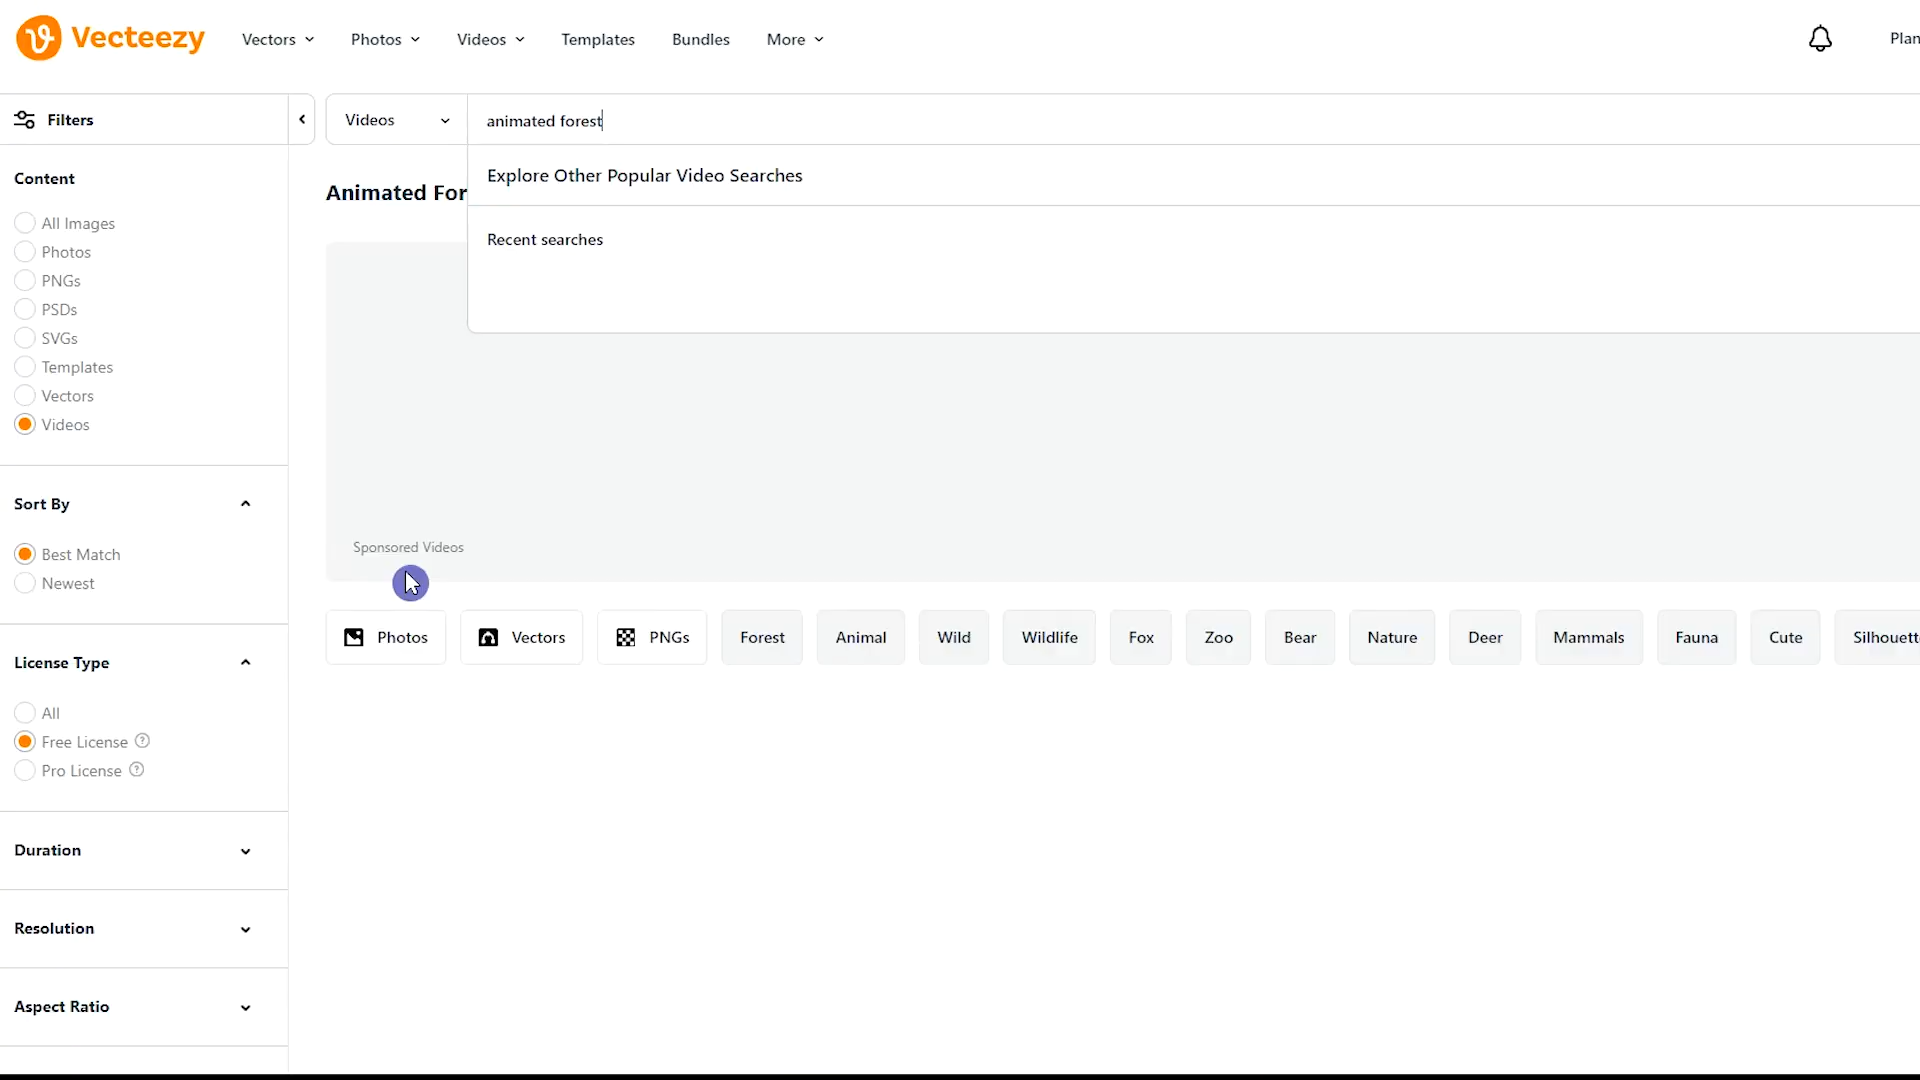 Vecteezy
Vectors
Photos
Videos
Templates
Bundles
More
Plan
Filters
Videos
animated forest
Content
Explore Other Popular Video Searches
Animated For
All Images
Recent searches
Photos
PNGs
PSDs
SVGs
Templates
Vectors
Videos
Sort By
Best Match
Newest
Sponsored Videos
Photos
Vectors
PNGs
Forest
Animal
Wild
Wildlife
Fox
Zoo
Bear
Nature
Deer
Mammals
Fauna
Cute
Silhouett
License Type
All
Free License ?
Pro License ?
Duration
Resolution
Aspect Ratio